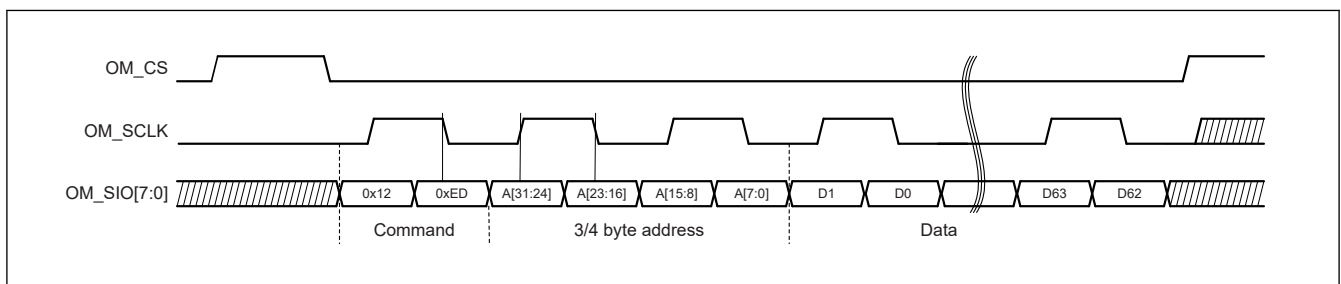 OM_CS
OM_SCLK
OM_SIO[7:0] 0x12 0xED A[31:24] A[23:16] A[15:8] A[7:0] D1 D0 D63 D62
Command 3/4 byte address Data